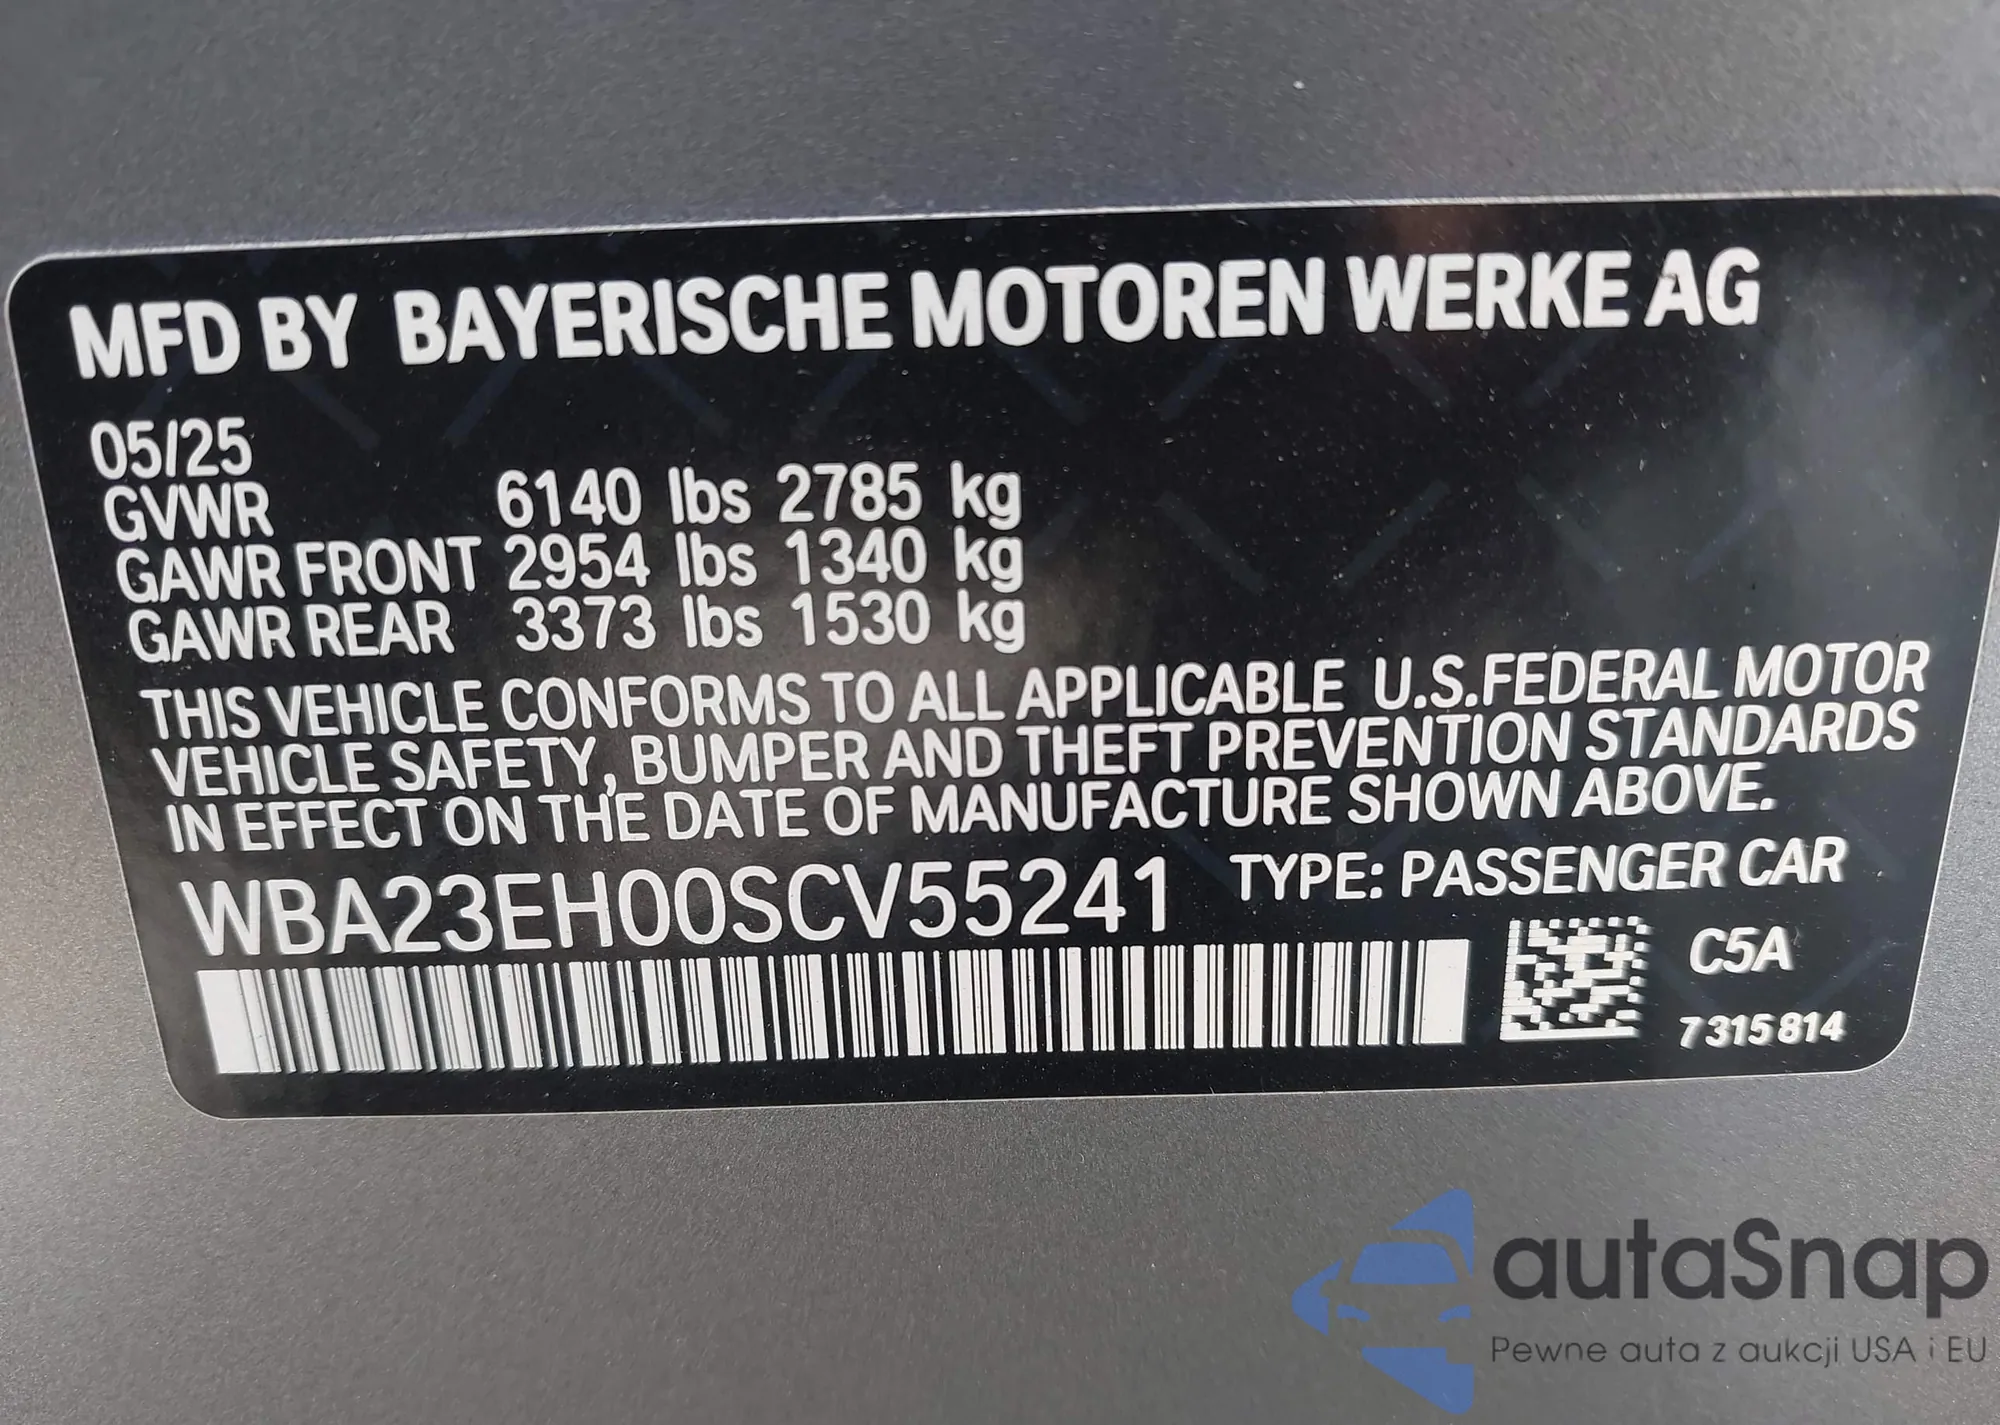 MFD BY BAYERISCHE MOTOREN WERKE AG
05/25
GVWR 6140 lbs 2785 kg
GAWR FRONT 2954 lbs 1340 kg
GAWR REAR 3373 lbs 1530 kg
THIS VEHICLE CONFORMS TO ALL APPLICABLE U.S.FEDERAL MOTOR
VEHICLE SAFETY, BUMPER AND THEFT PREVENTION STANDARDS
IN EFFECT ON THE DATE OF MANUFACTURE SHOWN ABOVE.
WBA23EH00SCV55241 TYPE: PASSENGER CAR
C5A
7315814
autaSnap
Pewne auta z aukcji USA i EU